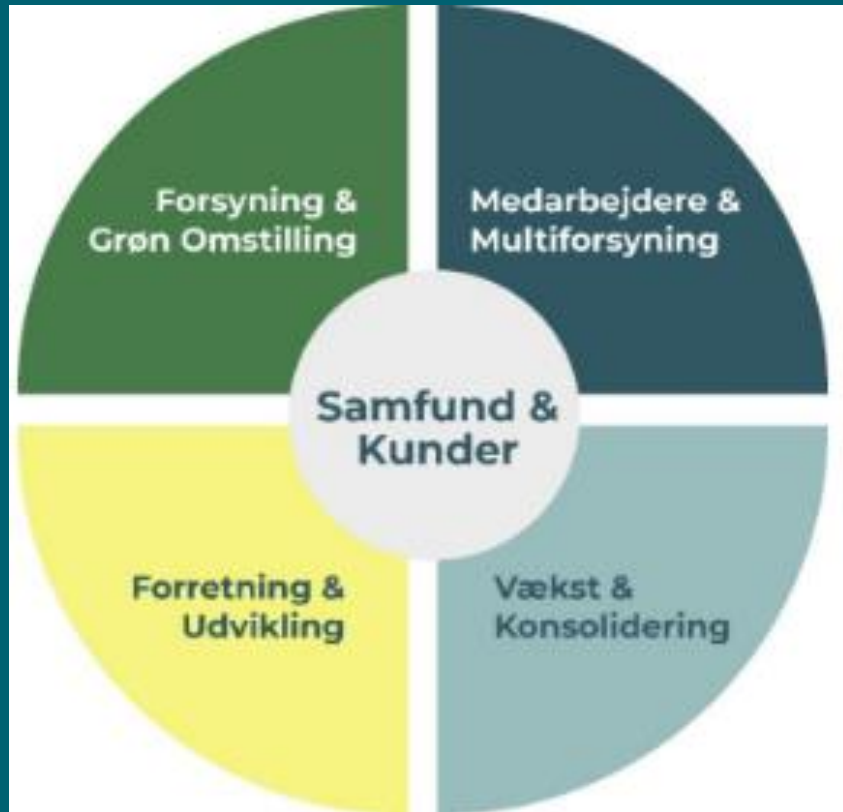 Forsyning &
Grøn Omstilling
Medarbejdere &
Multiforsyning
Samfund &
Kunder
Forretning &
Udvikling
Vækst &
Konsolidering